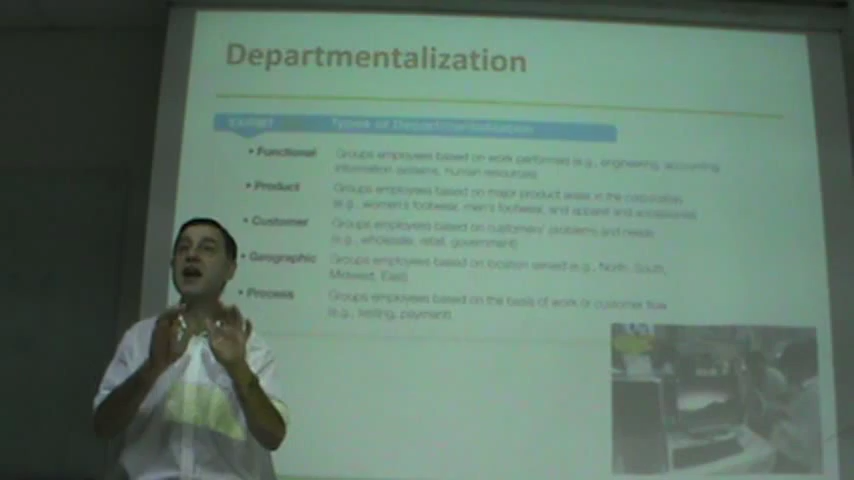 Departmentalization
EXHIBIT Types of Departmentalization
• Functional Groups employees based on work performed (e.g., engineering, accounting,
information systems, human resources)
• Product Groups employees based on major product areas in the corporation
(e.g., women's footwear, men's footwear, and apparel and accessories)
• Customer Groups employees based on customers' problems and needs
(e.g., wholesale, retail, government)
• Geographic Groups employees based on location served (e.g., North, South,
Midwest, East)
• Process Groups employees based on the basis of work or customer flow
(e.g., testing, payment)